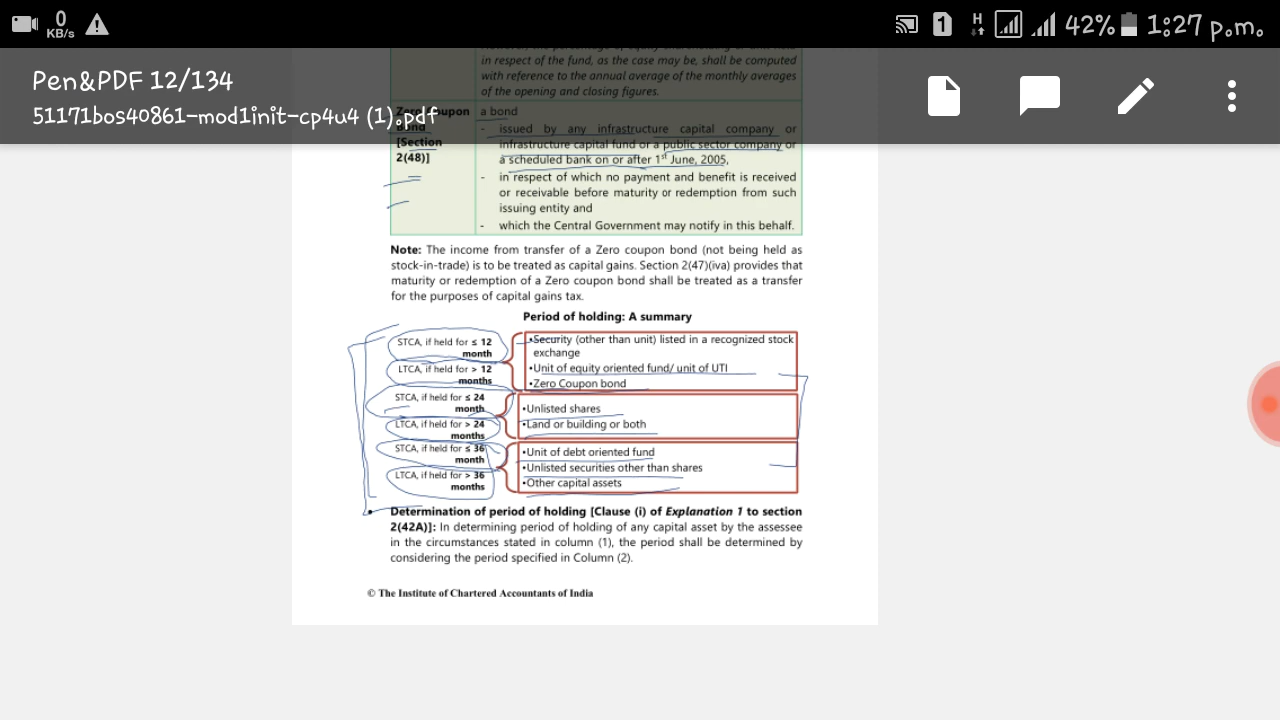 0
KB/s
1
H
42%
1:27 p.m.
Pen&PDF 12/134
51171bos40861-mod1init-cp4u4 (1).pdf
in respect of the fund, as the case may be, shall be computed
with reference to the annual average of the monthly averages
of the opening and closing figures.
Zero Coupon
Bond
[Section
2(48)]
a bond
- issued by any infrastructure capital company or
infrastructure capital fund or a public sector company or
a scheduled bank on or after 1st June, 2005,
- in respect of which no payment and benefit is received
or receivable before maturity or redemption from such
issuing entity and
- which the Central Government may notify in this behalf.
Note: The income from transfer of a Zero coupon bond (not being held as
stock-in-trade) is to be treated as capital gains. Section 2(47)(iva) provides that
maturity or redemption of a Zero coupon bond shall be treated as a transfer
for the purposes of capital gains tax.
Period of holding: A summary
STCA, if held for ≤ 12
month
LTCA, if held for > 12
months
•Security (other than unit) listed in a recognized stock
exchange
•Unit of equity oriented fund/ unit of UTI
•Zero Coupon bond
STCA, if held for ≤ 24
month
LTCA, if held for > 24
months
•Unlisted shares
•Land or building or both
STCA, if held for ≤ 36
month
LTCA, if held for > 36
months
•Unit of debt oriented fund
•Unlisted securities other than shares
•Other capital assets
• Determination of period of holding [Clause (i) of Explanation 1 to section
2(42A)]: In determining period of holding of any capital asset by the assessee
in the circumstances stated in column (1), the period shall be determined by
considering the period specified in Column (2).
© The Institute of Chartered Accountants of India